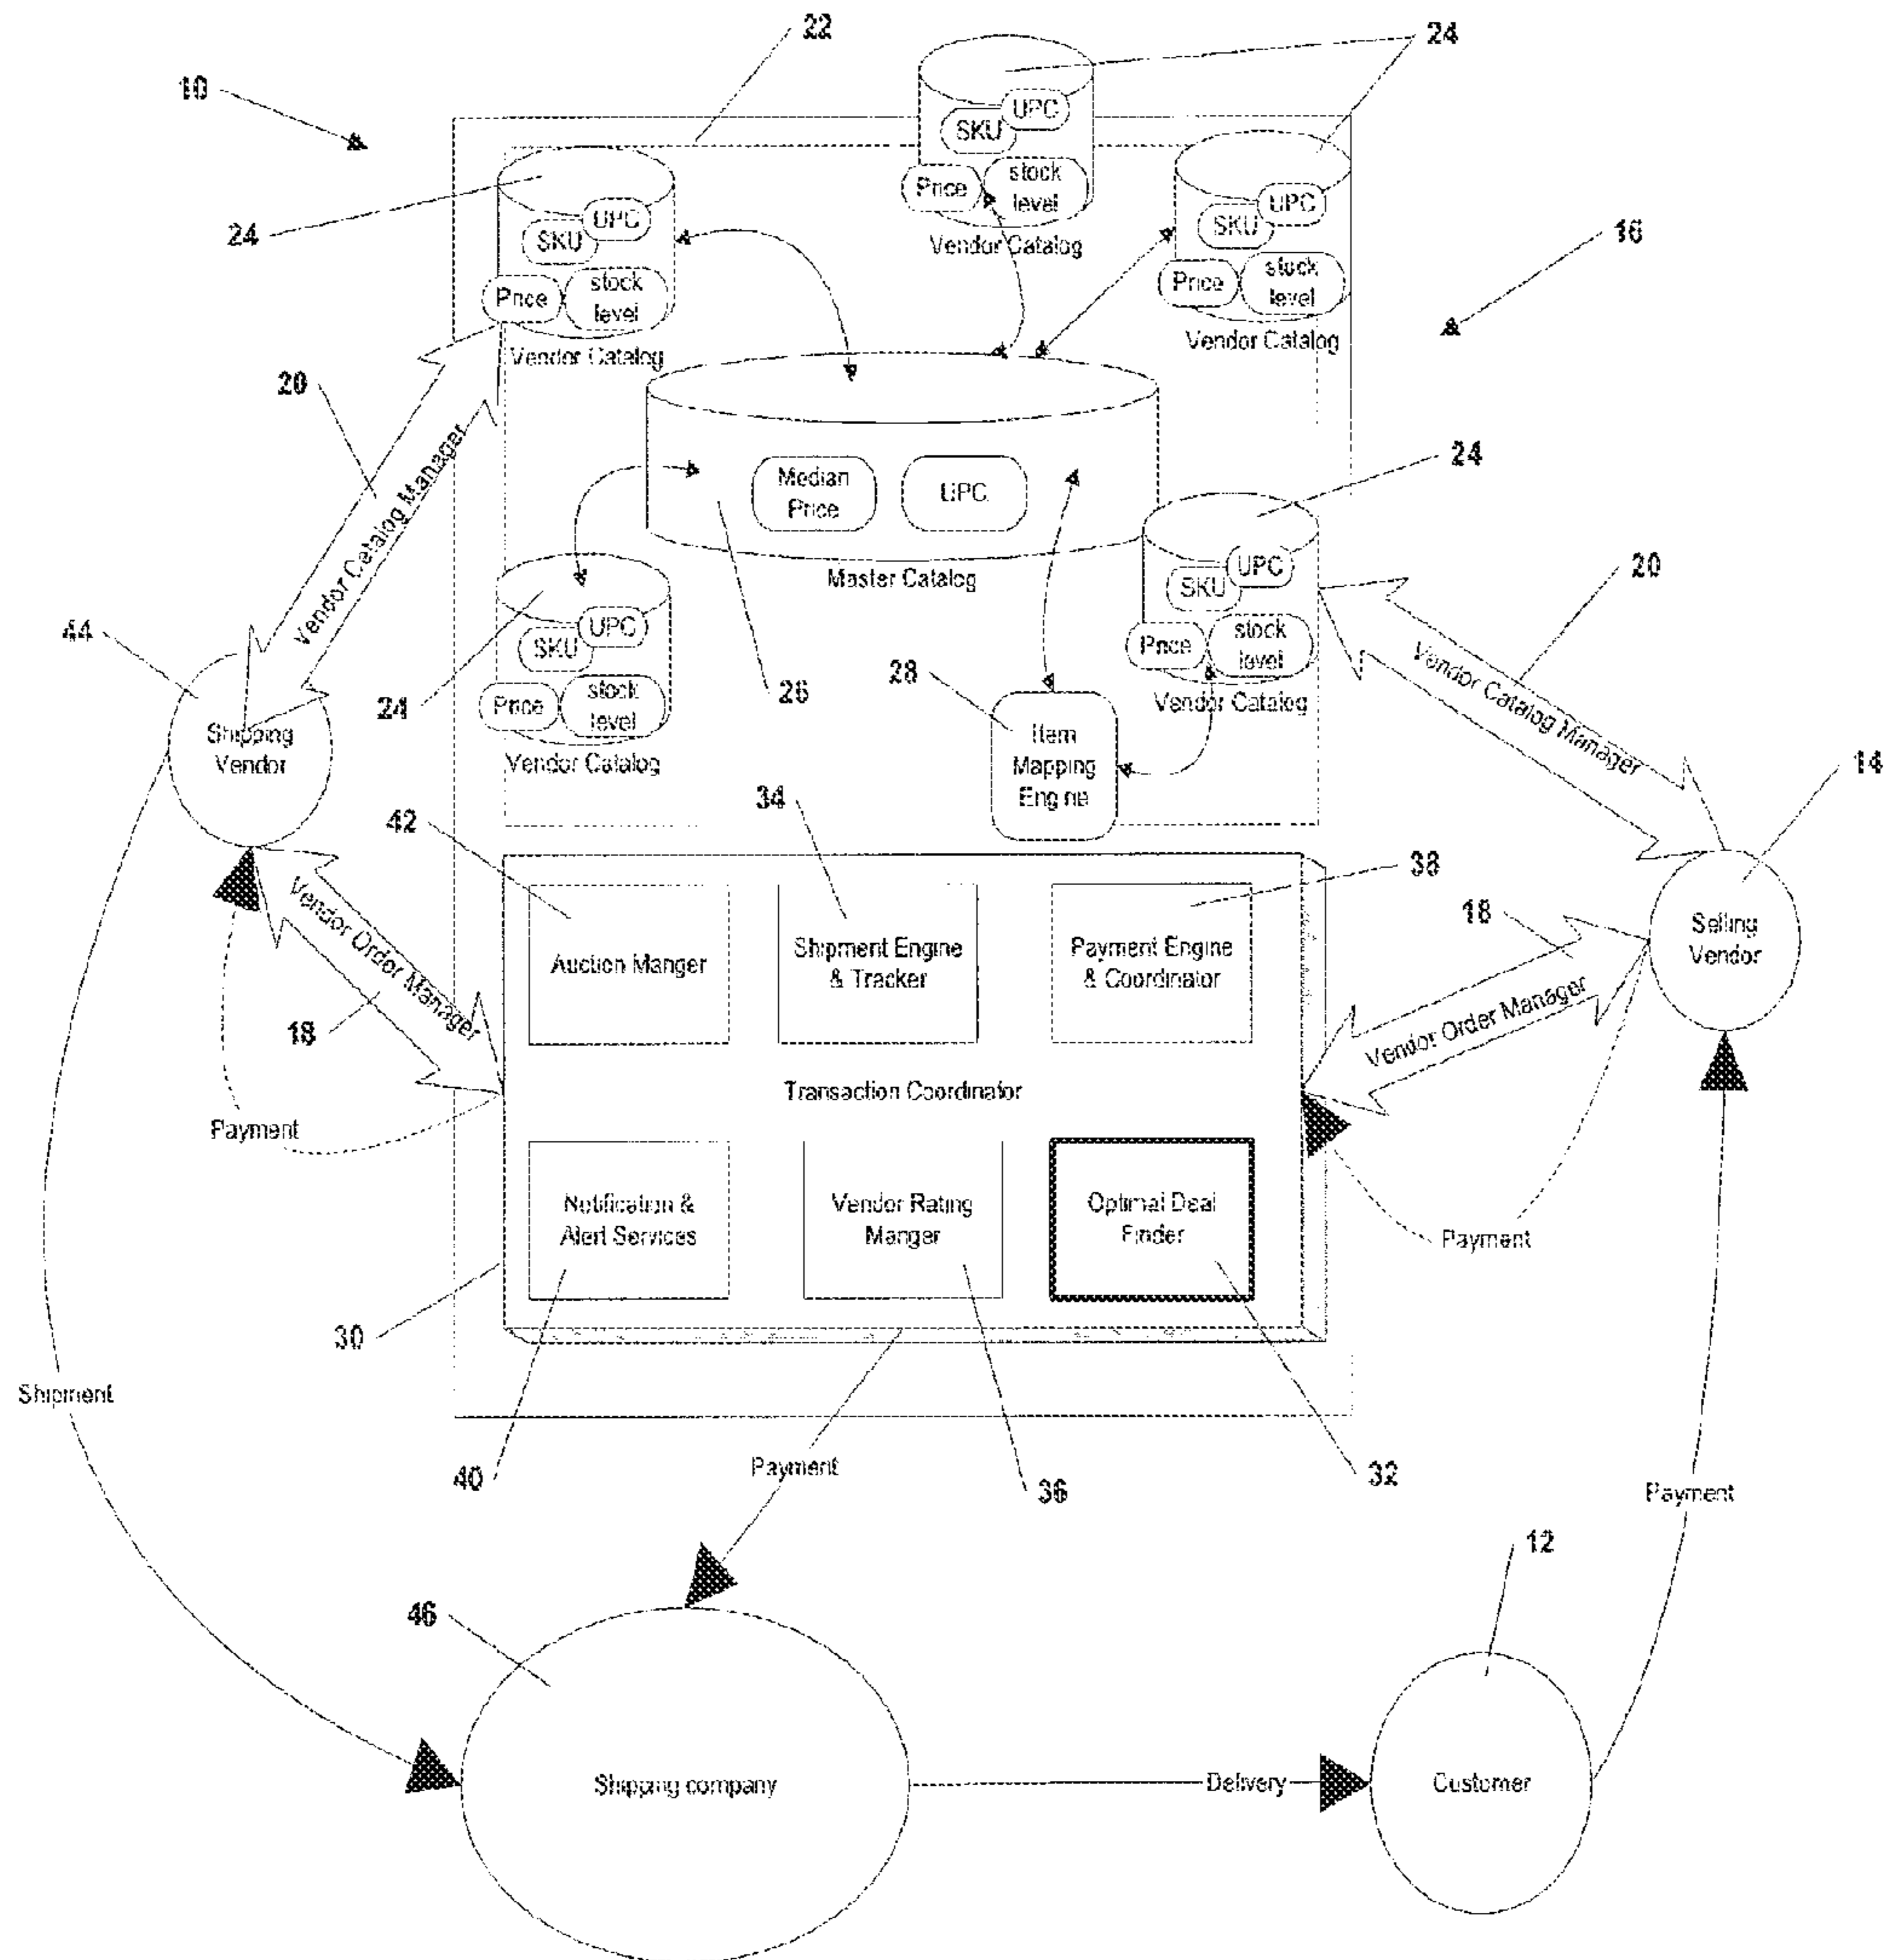 22
24
10
UPC
SKU
Price
stock
level
Vendor Catalog
24
UPC
SKU
Price
stock
level
Vendor Catalog
UPC
SKU
Price
stock
level
Vendor Catalog
16
20
Vendor Catalog Manager
Median
Price
UPC
Master Catalog
26
24
UPC
SKU
Price
stock
level
Vendor Catalog
20
Vendor Catalog Manager
44
Shipping
Vendor
24
UPC
SKU
Price
stock
level
Vendor Catalog
28
Item
Mapping
Engine
14
Selling
Vendor
42
34
38
Auction Manger
Shipment Engine
& Tracker
Payment Engine
& Coordinator
Vendor Order Manager
18
Payment
18
Vendor Order Manager
Payment
Transaction Coordinator
Notification &
Alert Services
Vendor Rating
Manger
Optimal Deal
Finder
30
Shipment
40
Payment
36
32
Payment
46
12
Shipping company
Delivery
Customer